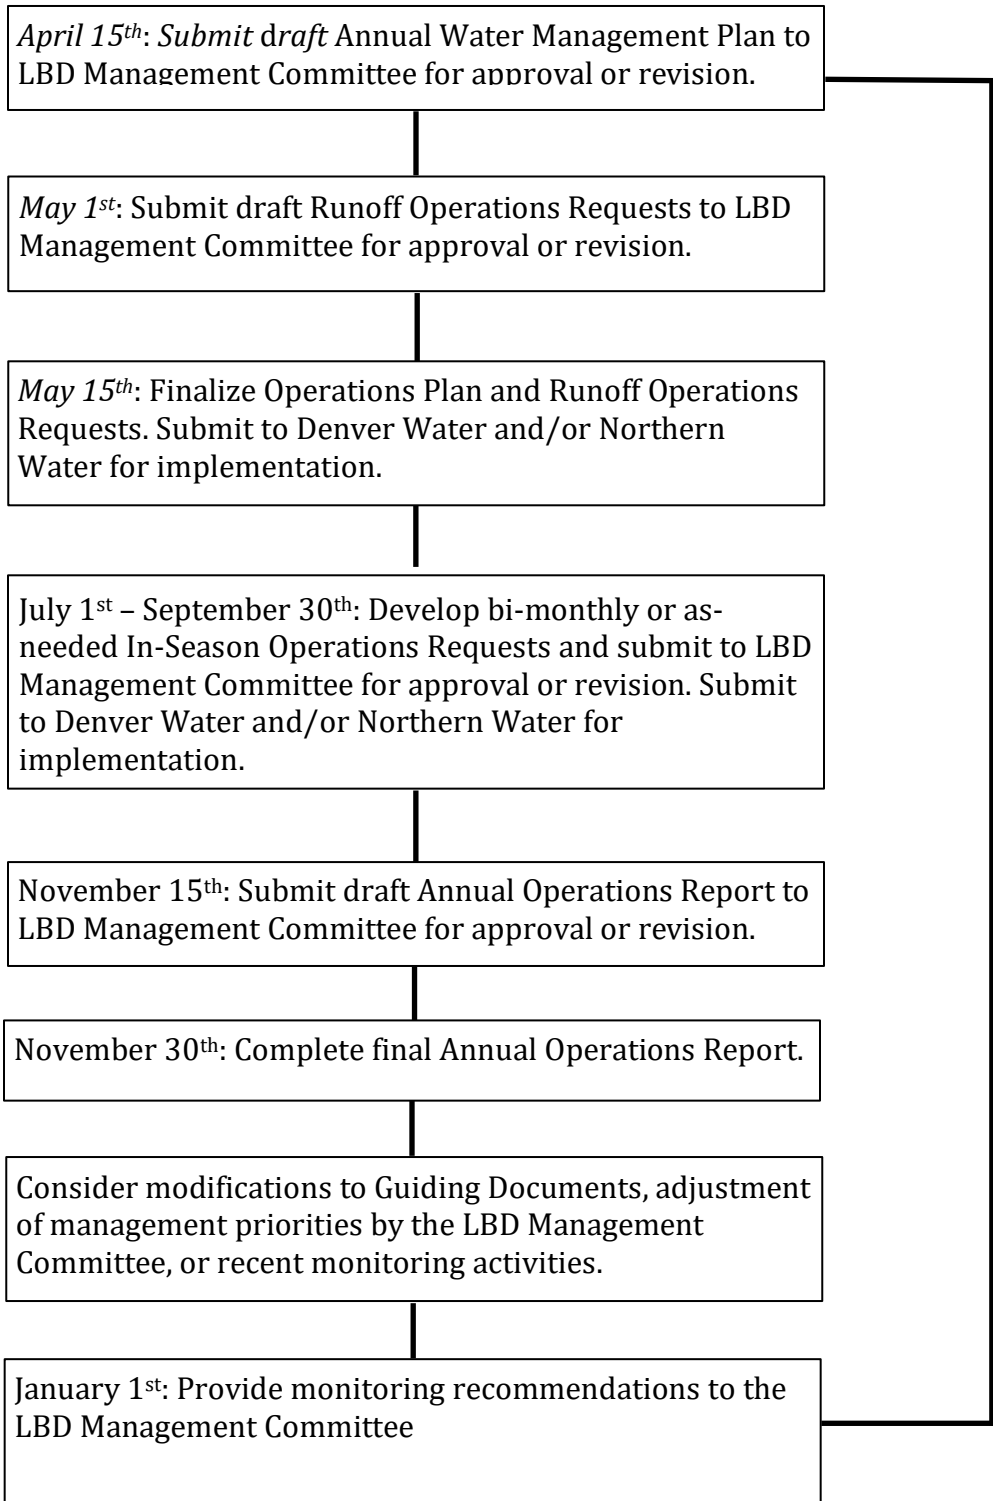 April 15th: Submit draft Annual Water Management Plan to
LBD Management Committee for approval or revision.
May 1st: Submit draft Runoff Operations Requests to LBD
Management Committee for approval or revision.
May 15th: Finalize Operations Plan and Runoff Operations
Requests. Submit to Denver Water and/or Northern
Water for implementation.
July 1st – September 30th: Develop bi-monthly or as-
needed In-Season Operations Requests and submit to LBD
Management Committee for approval or revision. Submit
to Denver Water and/or Northern Water for
implementation.
November 15th: Submit draft Annual Operations Report to
LBD Management Committee for approval or revision.
November 30th: Complete final Annual Operations Report.
Consider modifications to Guiding Documents, adjustment
of management priorities by the LBD Management
Committee, or recent monitoring activities.
January 1st: Provide monitoring recommendations to the
LBD Management Committee